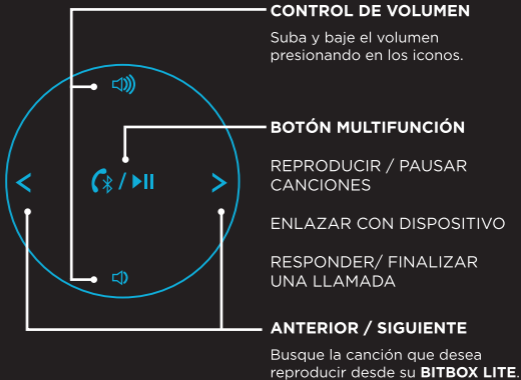 CONTROL DE VOLUMEN
Suba y baje el volumen
presionando en los iconos.
BOTÓN MULTIFUNCIÓN
REPRODUCIR / PAUSAR
CANCIONES
ENLAZAR CON DISPOSITIVO
RESPONDER/ FINALIZAR
UNA LLAMADA
ANTERIOR / SIGUIENTE
Busque la canción que desea
reproducir desde su BITBOX LITE.